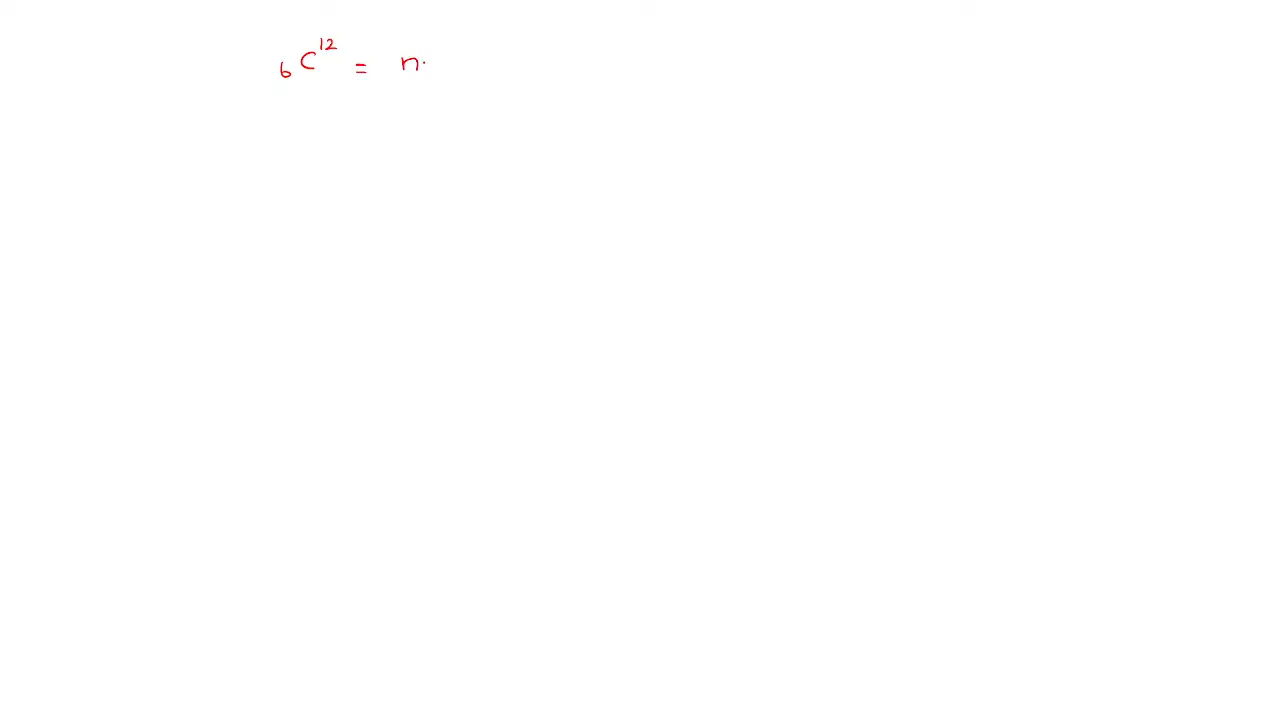 ₆C¹² = n.